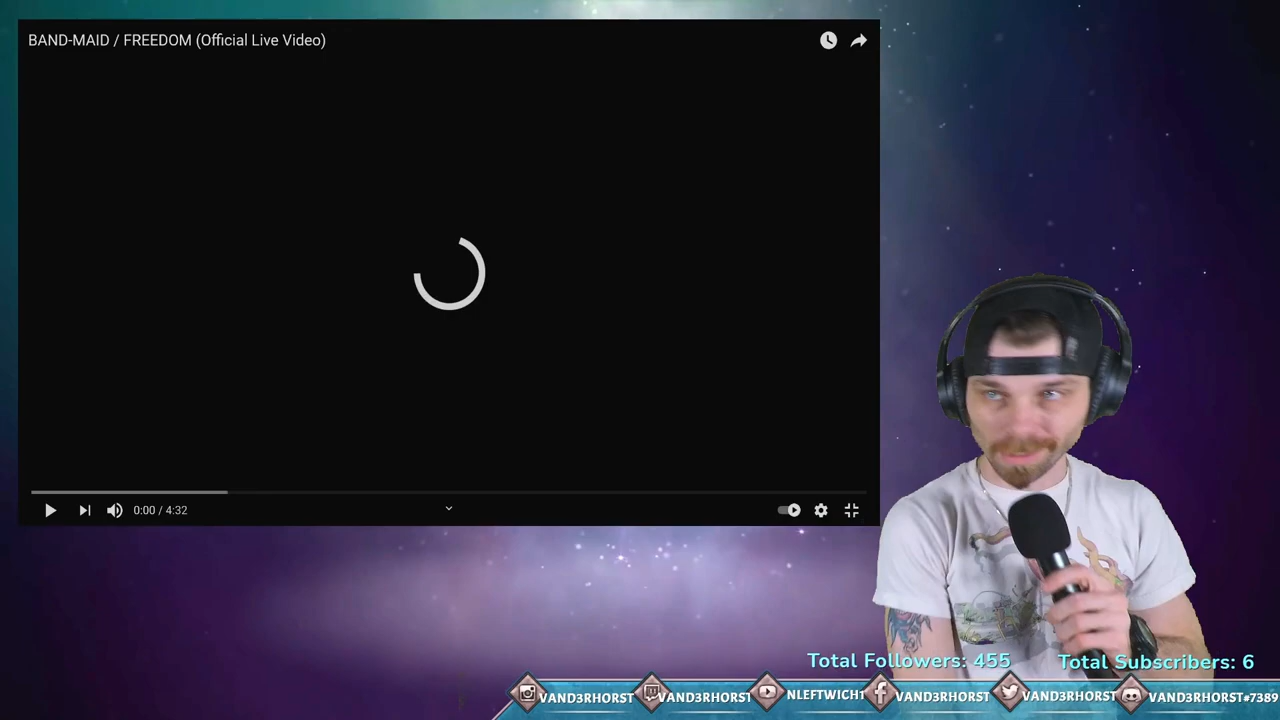 BAND-MAID / FREEDOM (Official Live Video)
0:00 / 4:32
Total Followers: 455
Total Subscribers: 6
VAND3RHORST
VAND3RHORST
NLEFTWICH1
VAND3RHORST
VAND3RHORST
VAND3RHORST#7389